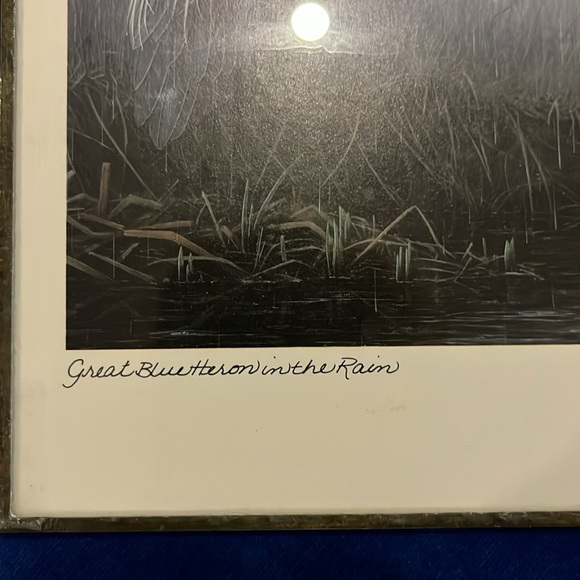 Great Blue Heron in the Rain